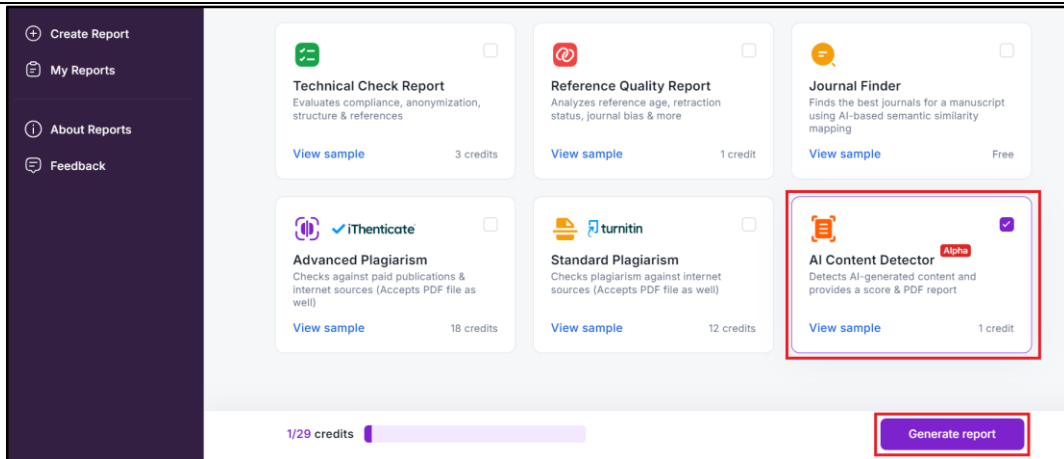 Create Report
My Reports
About Reports
Feedback
Technical Check Report
Evaluates compliance, anonymization,
structure & references
View sample
3 credits
Reference Quality Report
Analyzes reference age, retraction
status, journal bias & more
View sample
1 credit
Journal Finder
Finds the best journals for a manuscript
using AI-based semantic similarity
mapping
View sample
Free
iThenticate
Advanced Plagiarism
Checks against paid publications &
internet sources (Accepts PDF file as
well)
View sample
18 credits
turnitin
Standard Plagiarism
Checks plagiarism against internet
sources (Accepts PDF file as well)
View sample
12 credits
Alpha
AI Content Detector
Detects AI-generated content and
provides a score & PDF report
View sample
1 credit
1/29 credits
Generate report